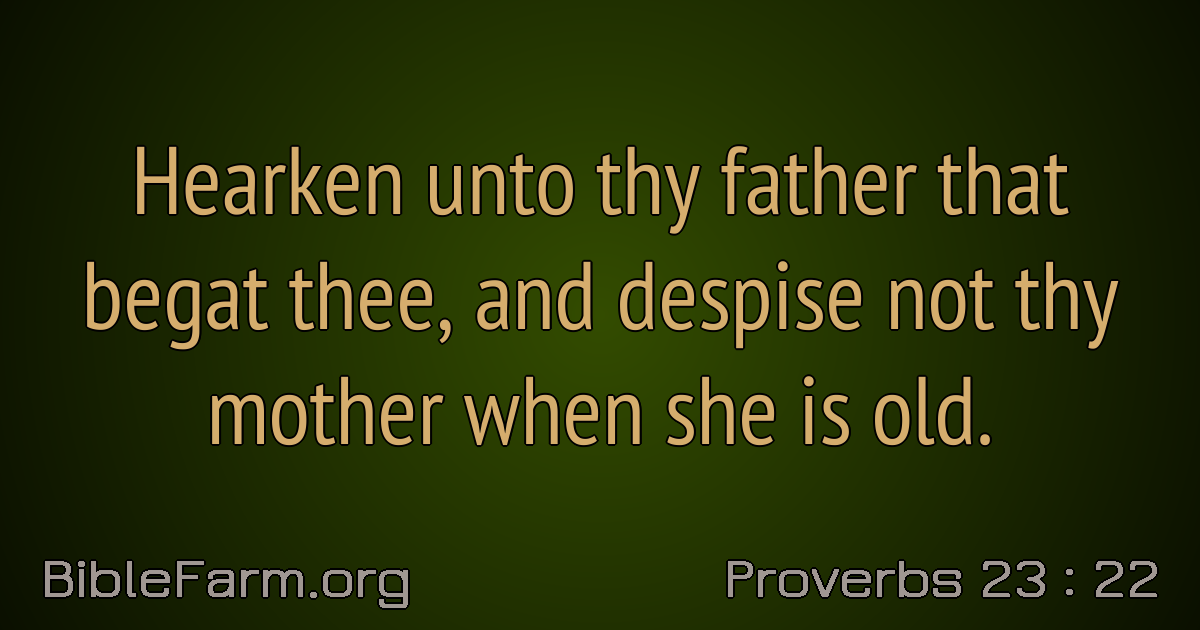 Hearken unto thy father that
begat thee, and despise not thy
mother when she is old.
BibleFarm.org
Proverbs 23 : 22